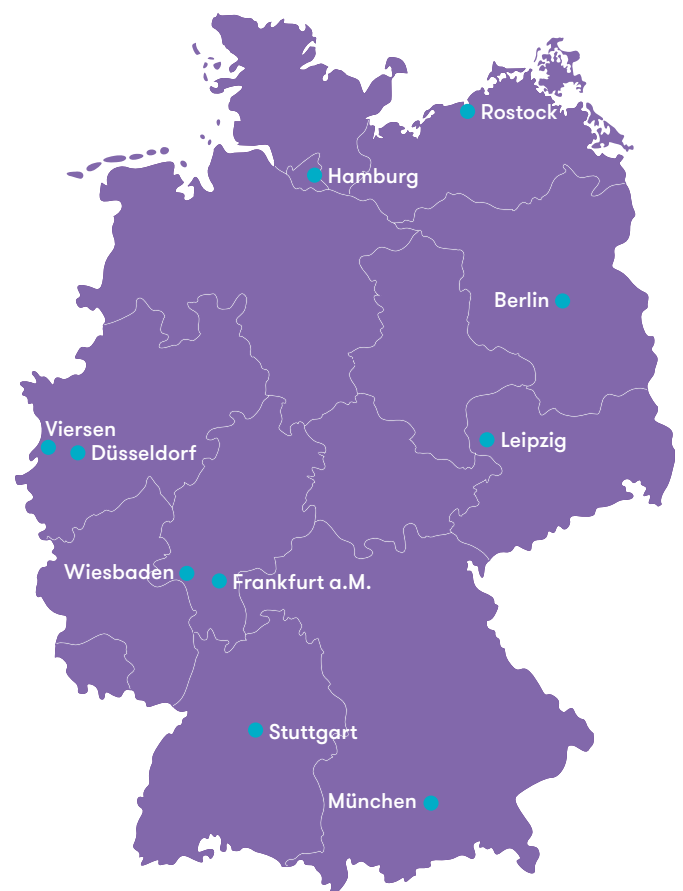 Rostock
Hamburg
Berlin
Viersen
Düsseldorf
Leipzig
Wiesbaden
Frankfurt a.M.
Stuttgart
München